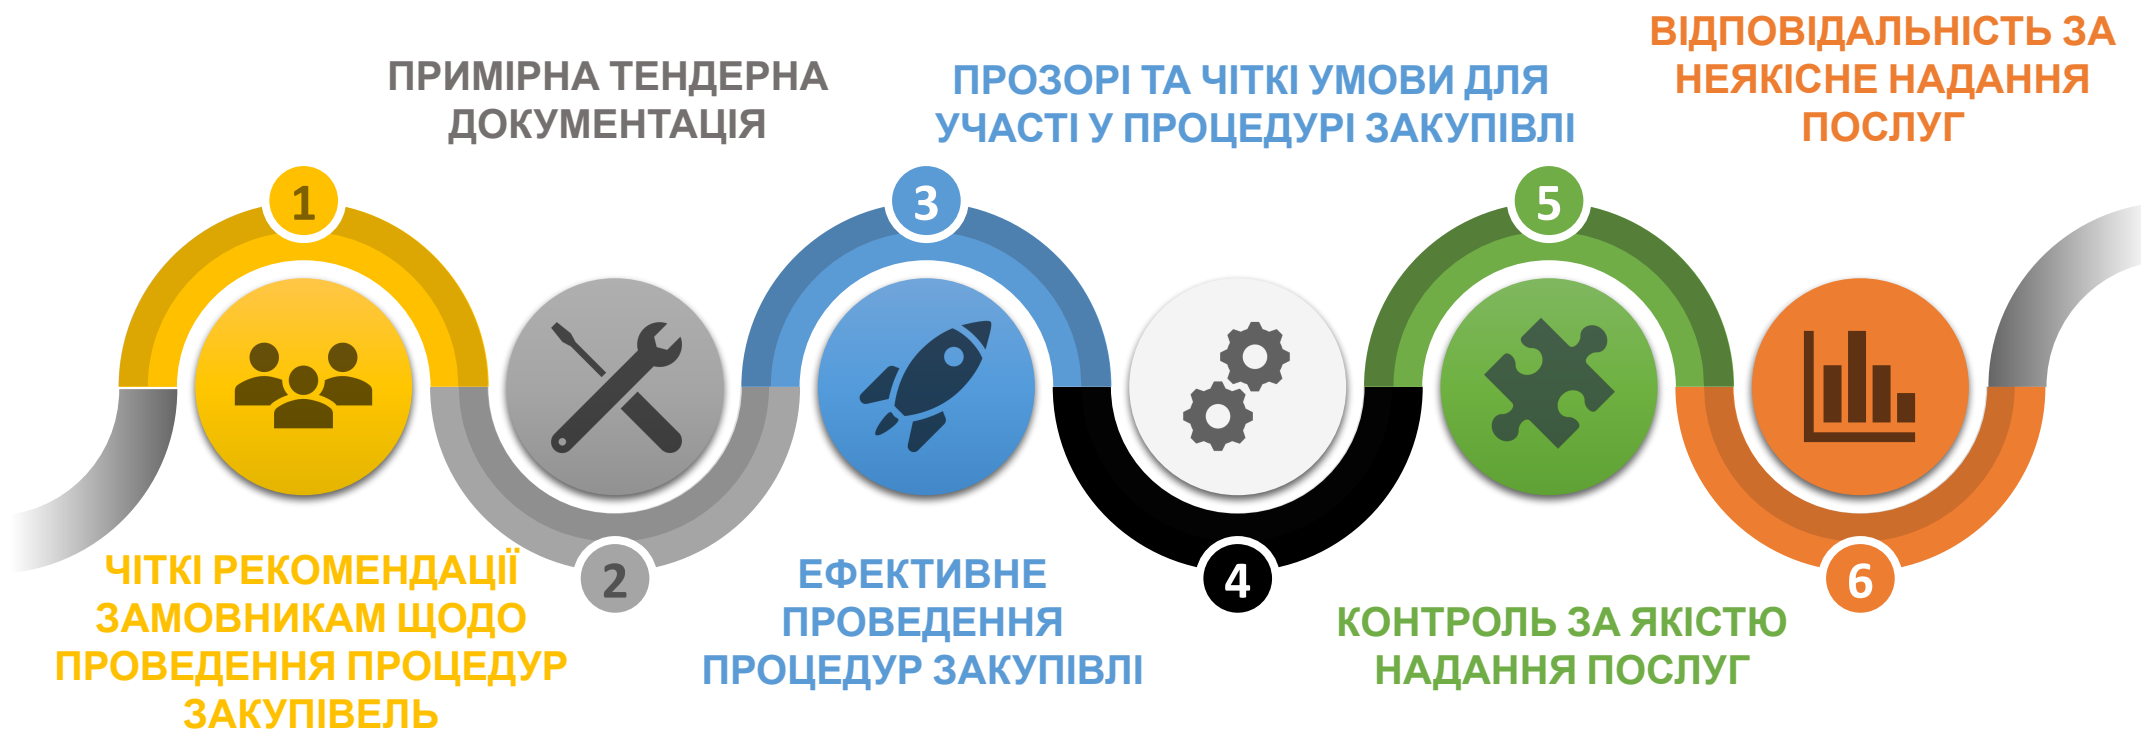 1
ЧІТКІ РЕКОМЕНДАЦІЇ
ЗАМОВНИКАМ ЩОДО
ПРОВЕДЕННЯ ПРОЦЕДУР
ЗАКУПІВЕЛЬ
ПРИМІРНА ТЕНДЕРНА
ДОКУМЕНТАЦІЯ
2
3
ЕФЕКТИВНЕ
ПРОВЕДЕННЯ
ПРОЦЕДУР ЗАКУПІВЛІ
ПРОЗОРІ ТА ЧІТКІ УМОВИ ДЛЯ
УЧАСТІ У ПРОЦЕДУРІ ЗАКУПІВЛІ
4
5
КОНТРОЛЬ ЗА ЯКІСТЮ
НАДАННЯ ПОСЛУГ
ВІДПОВІДАЛЬНІСТЬ ЗА
НЕЯКІСНЕ НАДАННЯ
ПОСЛУГ
6